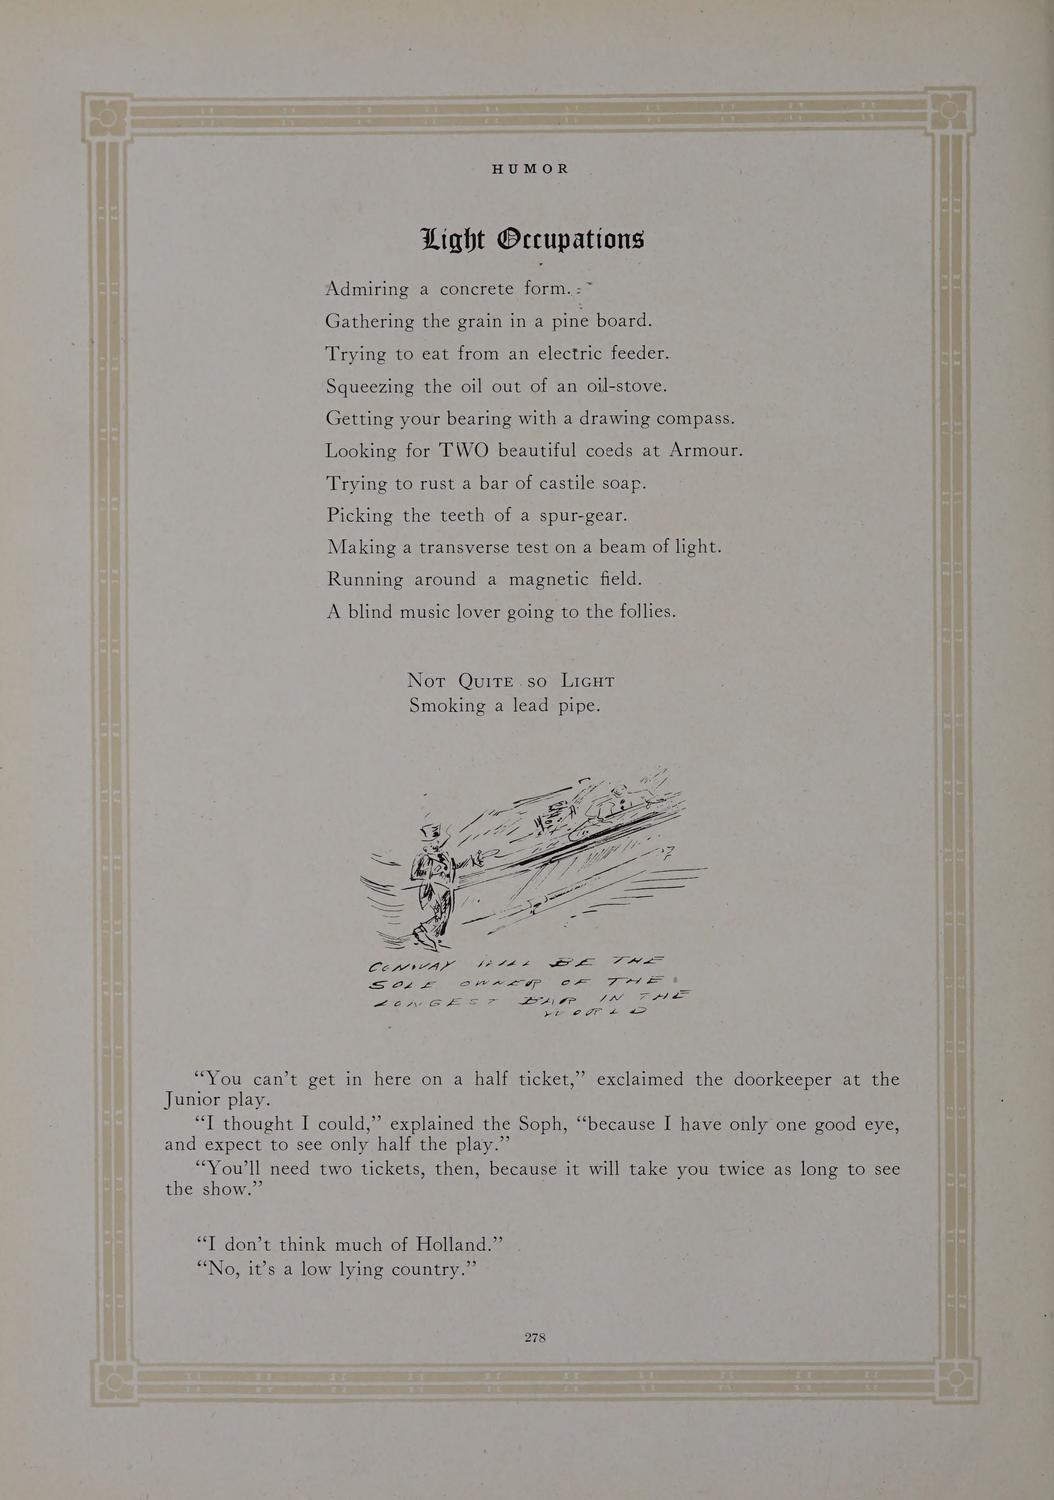 HUMOR
Light Occupations
Admiring a concrete form.
Gathering the grain in a pine board.
Trying to eat from an electric feeder.
Squeezing the oil out of an oil-stove.
Getting your bearing with a drawing compass.
Looking for TWO beautiful coeds at Armour.
Trying to rust a bar of castile soap.
Picking the teeth of a spur-gear.
Making a transverse test on a beam of light.
Running around a magnetic field.
A blind music lover going to the follies.
NOT QUITE SO LIGHT
Smoking a lead pipe.
CONWAY WILL BE THE
SOLE OWNER OF THE
LONGEST BAR IN THE
WORLD
“You can’t get in here on a half ticket,” exclaimed the doorkeeper at the
Junior play.
“I thought I could,” explained the Soph, “because I have only one good eye,
and expect to see only half the play.”
“You’ll need two tickets, then, because it will take you twice as long to see
the show.”
“I don’t think much of Holland.”
“No, it’s a low lying country.”
278